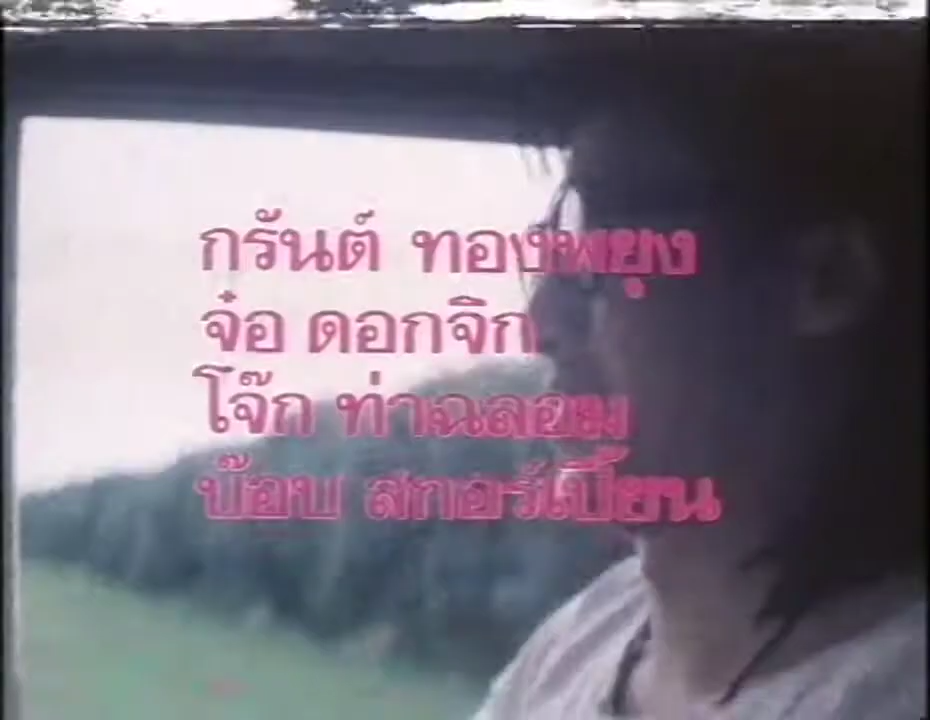 กรันต์ ทองพยุง
จ๋อ ดอกจิก
โจ๊ก ท่าฉลอม
บ๊อบ สกอร์เปี้ยน